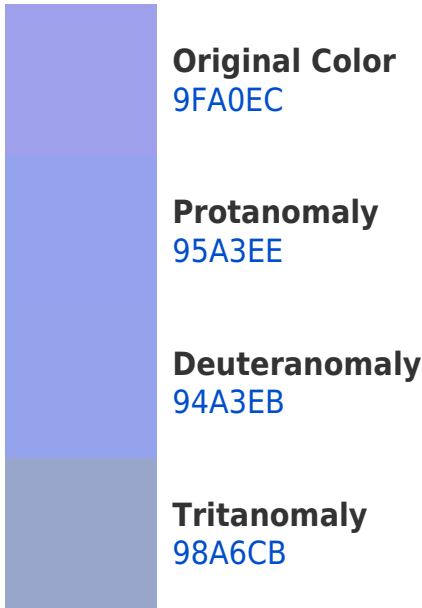 Original Color
9FA0EC
Protanomaly
95A3EE
Deuteranomaly
94A3EB
Tritanomaly
98A6CB